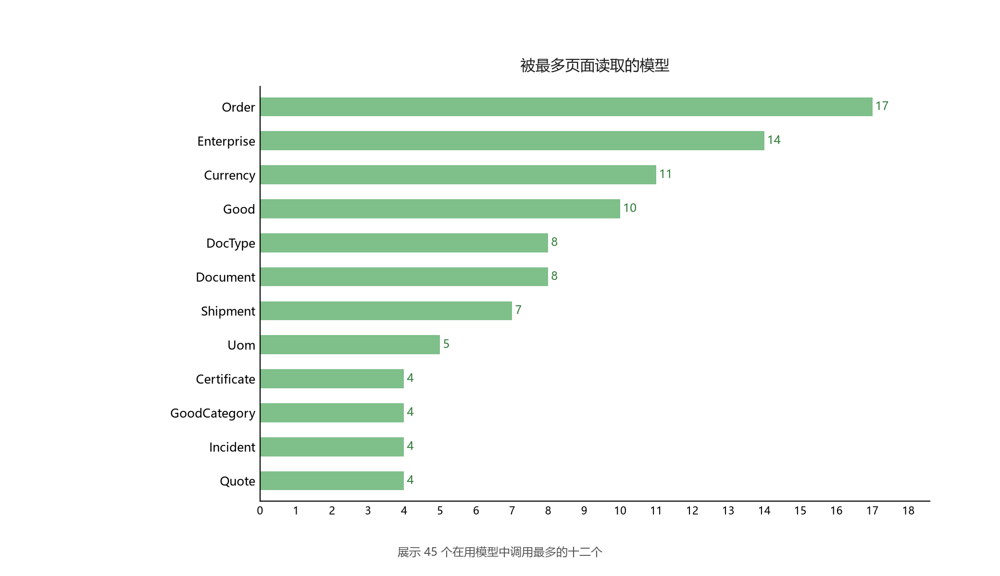 被最多页面读取的模型
Order 17
Enterprise 14
Currency 11
Good 10
DocType 8
Document 8
Shipment 7
Uom 5
Certificate 4
GoodCategory 4
Incident 4
Quote 4
0 1 2 3 4 5 6 7 8 9 10 11 12 13 14 15 16 17 18
展示 45 个在用模型中调用最多的十二个